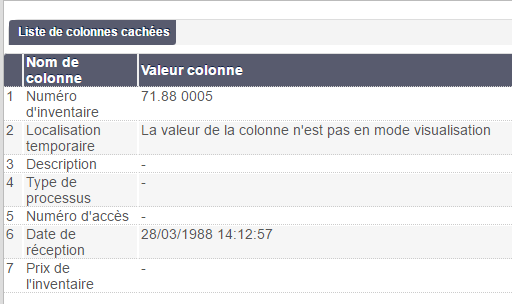 Liste de colonnes cachées
Nom de
colonne Valeur colonne
1 Numéro 71.88 0005
d'inventaire
2 Localisation La valeur de la colonne n'est pas en mode visualisation
temporaire
3 Description -
4 Type de -
processus
5 Numéro d'accès -
6 Date de 28/03/1988 14:12:57
réception
7 Prix de -
l'inventaire